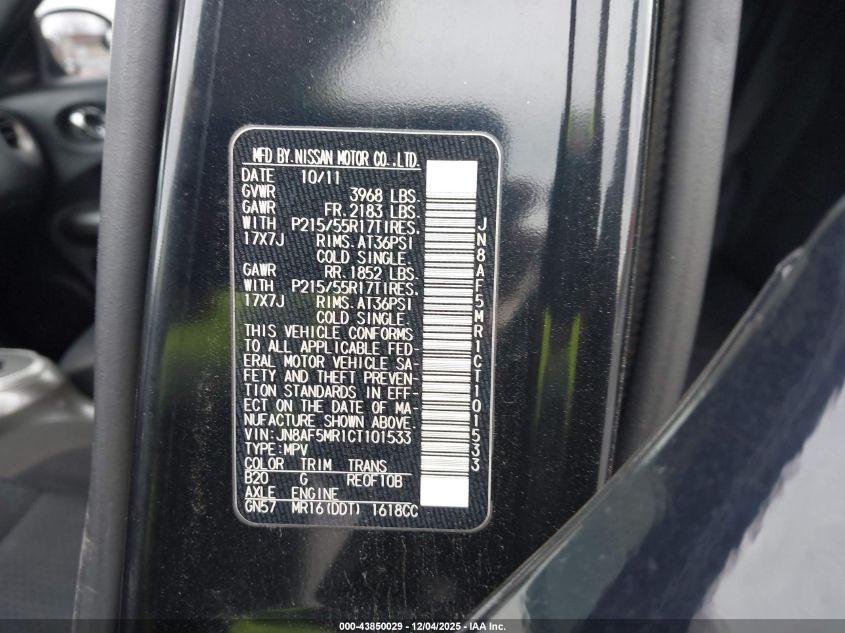 MFD BY.NISSAN MOTOR CO.,LTD.
DATE 10/11
GVWR 3968 LBS.
GAWR FR.2183 LBS.
WITH P215/55R17TIRES.
17X7J RIMS.AT36PSI
COLD SINGLE.
GAWR RR.1852 LBS.
WITH P215/55R17TIRES.
17X7J RIMS.AT36PSI
COLD SINGLE.
THIS VEHICLE CONFORMS
TO ALL APPLICABLE FED-
ERAL MOTOR VEHICLE SA-
FETY AND THEFT PREVEN-
TION STANDARDS IN EFF-
ECT ON THE DATE OF MA-
NUFACTURE SHOWN ABOVE.
VIN:JN8AF5MR1CT101533
TYPE:MPV
COLOR TRIM TRANS
B20 G RE0F10B
AXLE ENGINE
GN57 MR16(DDT) 1618CC
JN8AF5MR1CT101533
000-43850029 - 12/04/2025 - IAA Inc.